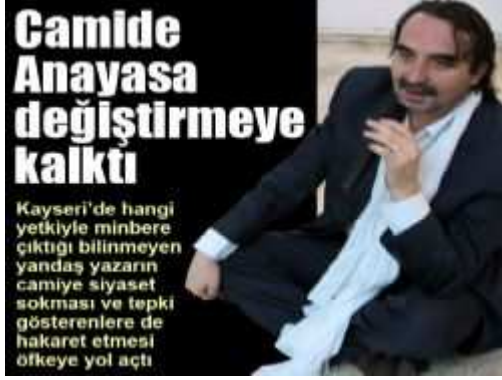 Camide
Anayasa
değiştirmeye
kalktı
Kayseri'de hangi
yetkiyle minbere
çıktığı bilinmeyen
yandaş yazarın
camiye siyaset
sokması ve tepki
gösterenlere de
hakaret etmesi
öfkeye yol açtı